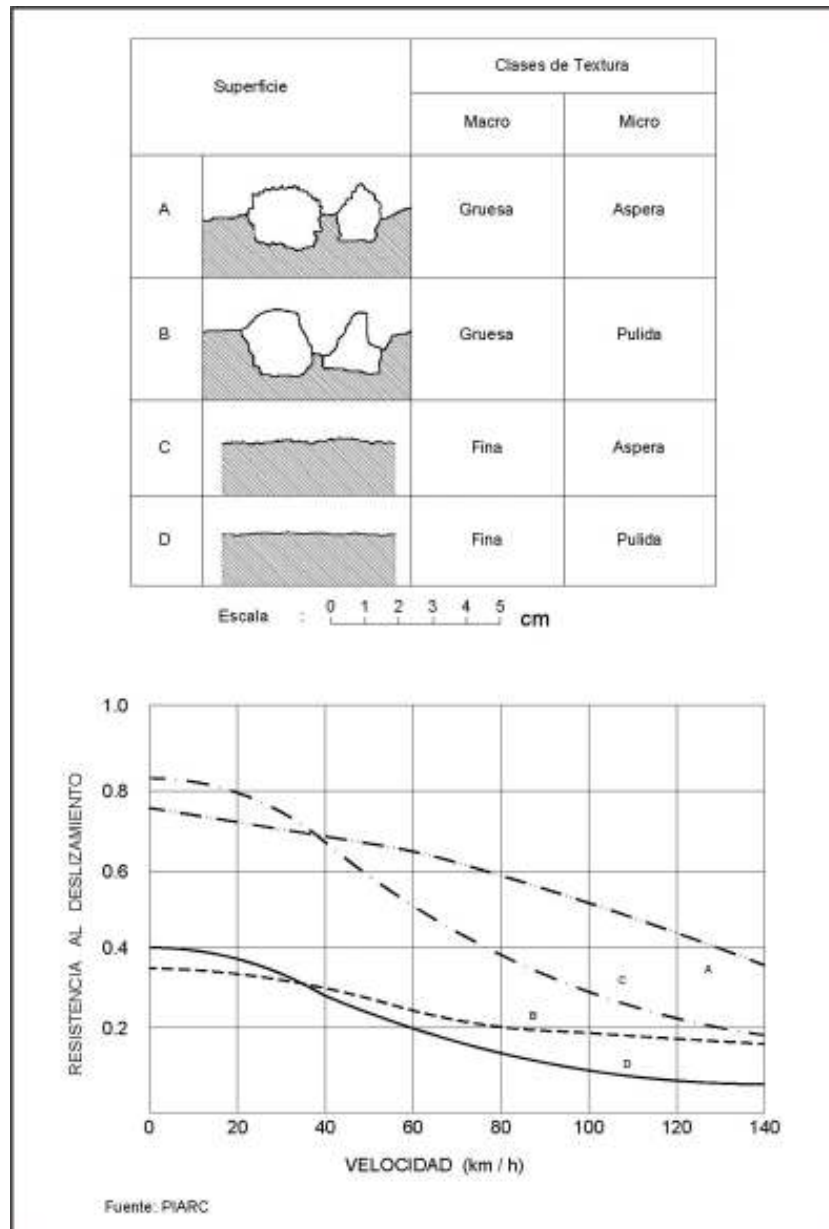 Superficie
Clases de Textura
Macro
Micro
A
Gruesa
Aspera
B
Gruesa
Pulida
C
Fina
Aspera
D
Fina
Pulida
Escala : 0 1 2 3 4 5 cm
RESISTENCIA AL DESLIZAMIENTO
1.0
0.8
0.6
0.4
0.2
A
C
B
D
0 20 40 60 80 100 120 140
VELOCIDAD (km / h)
Fuente: PIARC